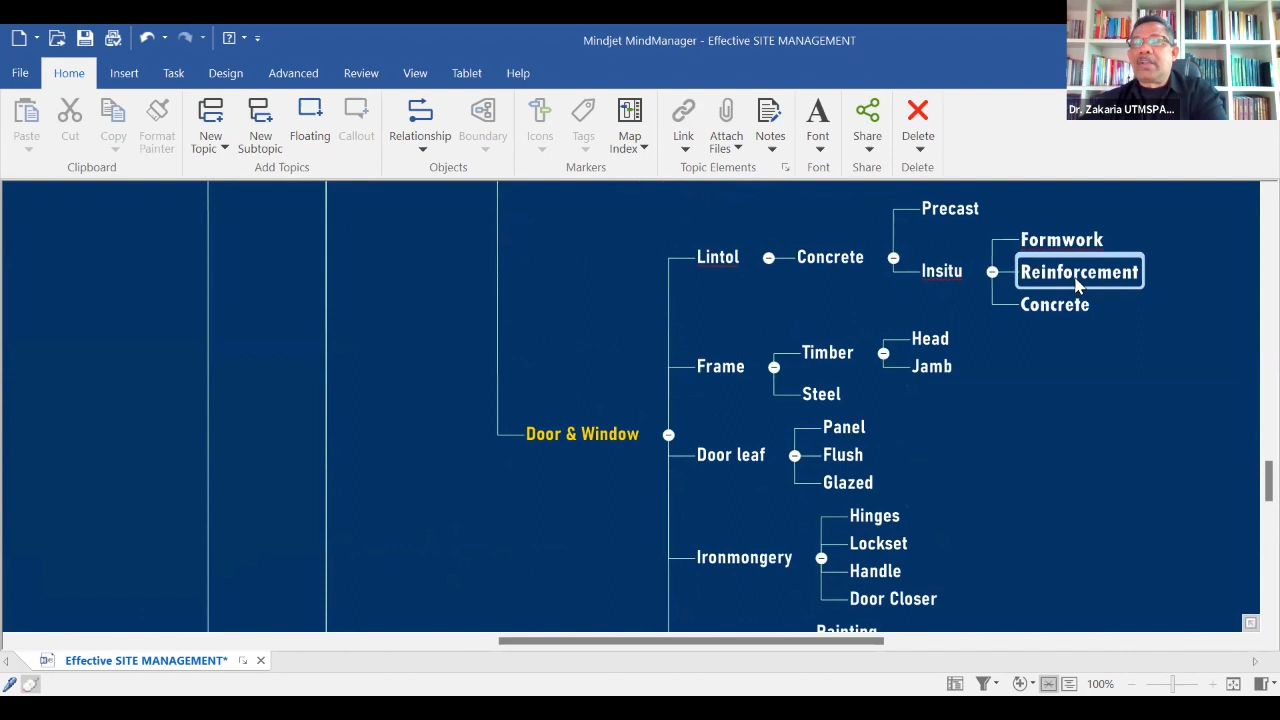 Mindjet MindManager - Effective SITE MANAGEMENT
Dr. Zakaria UTMSPA...
File Home Insert Task Design Advanced Review View Tablet Help
Paste
Cut
Copy
Format Painter
Clipboard
New Topic
New Subtopic
Floating
Callout
Add Topics
Relationship
Boundary
Objects
Icons
Tags
Map Index
Markers
Link
Attach Files
Notes
Topic Elements
Font
Font
Share
Share
Delete
Delete
Door & Window
Lintol
Concrete
Precast
Insitu
Formwork
Reinforcement
Concrete
Frame
Timber
Head
Jamb
Steel
Door leaf
Panel
Flush
Glazed
Ironmongery
Hinges
Lockset
Handle
Door Closer
Painting
Effective SITE MANAGEMENT*
100%